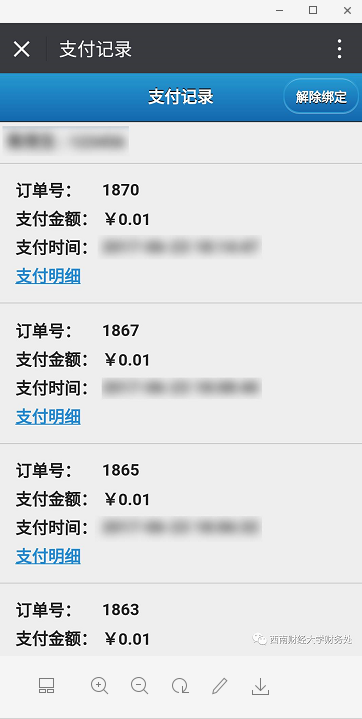 支付记录
支付记录
解除绑定
订单号： 1870
支付金额： ￥0.01
支付时间：
支付明细
订单号： 1867
支付金额： ￥0.01
支付时间：
支付明细
订单号： 1865
支付金额： ￥0.01
支付时间：
支付明细
订单号： 1863
支付金额： ￥0.01
西南财经大学财务处